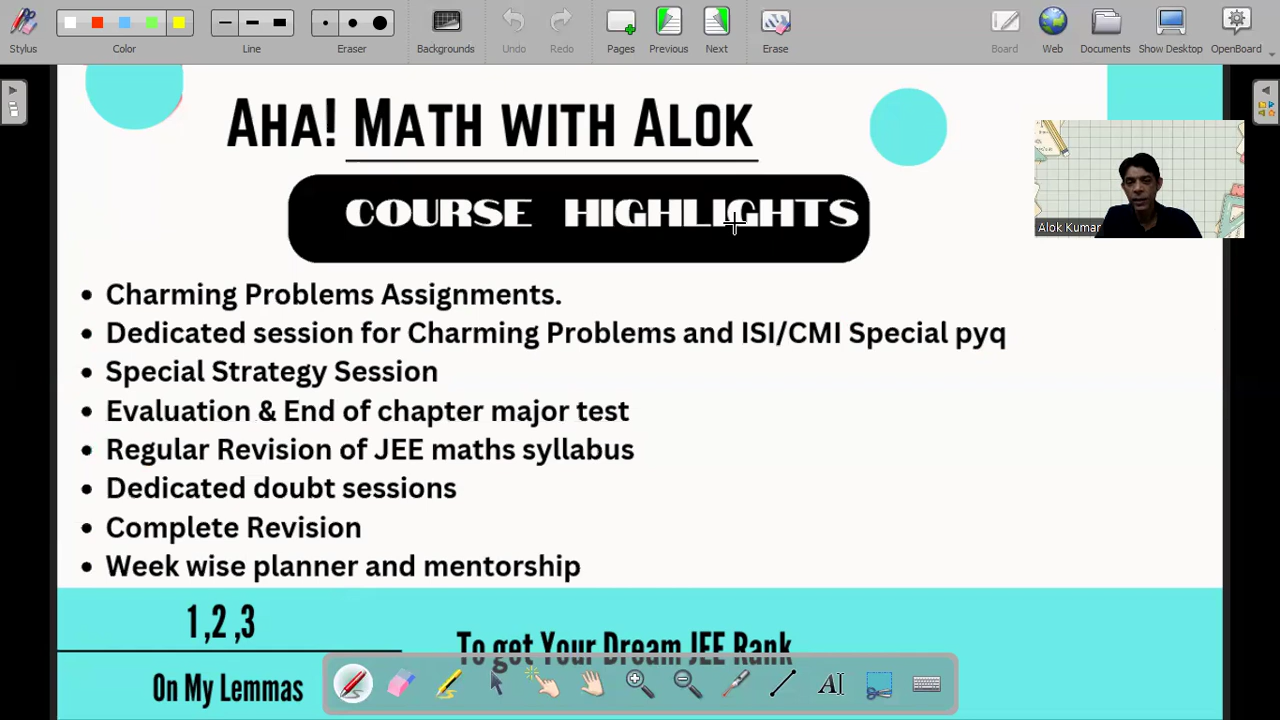 Stylus
Color
Line
Eraser
Backgrounds
Undo
Redo
Pages
Previous
Next
Erase
Board
Web
Documents
Show Desktop
OpenBoard
Aha! Math with Alok
COURSE HIGHLIGHTS
Alok Kumar
• Charming Problems Assignments.
• Dedicated session for Charming Problems and ISI/CMI Special pyq
• Special Strategy Session
• Evaluation & End of chapter major test
• Regular Revision of JEE maths syllabus
• Dedicated doubt sessions
• Complete Revision
• Week wise planner and mentorship
1,2 ,3
On My Lemmas
To get Your Dream JEE Rank